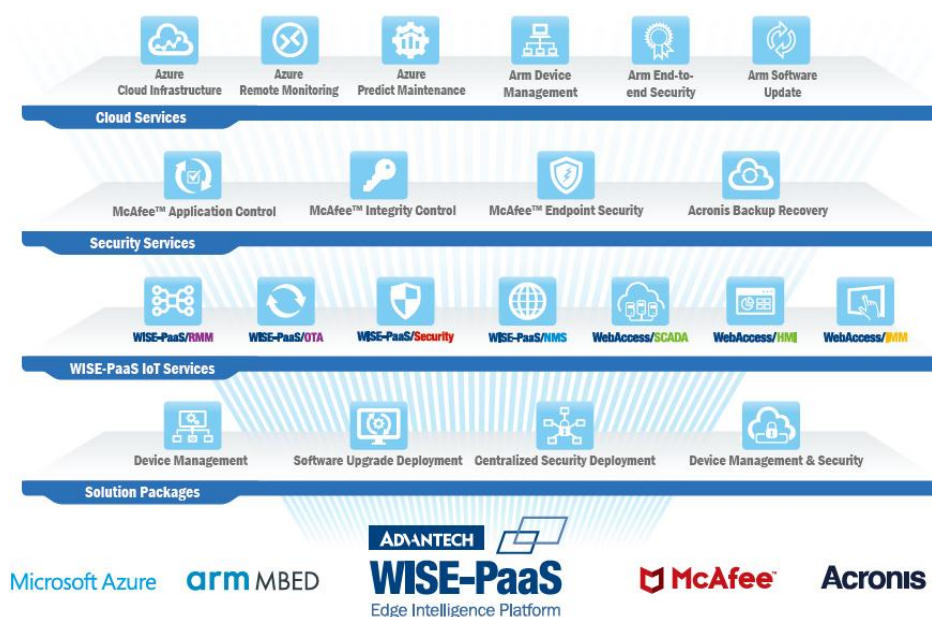 Azure
Cloud Infrastructure
Azure
Remote Monitoring
Azure
Predict Maintenance
Arm Device
Management
Arm End-to-
end Security
Arm Software
Update
Cloud Services
McAfee™ Application Control
McAfee™ Integrity Control
McAfee™ Endpoint Security
Acronis Backup Recovery
Security Services
WISE-PaaS/RMM
WISE-PaaS/OTA
WISE-PaaS/Security
WISE-PaaS/NMS
WebAccess/SCADA
WebAccess/HMI
WebAccess/IMM
WISE-PaaS IoT Services
Device Management
Software Upgrade Deployment
Centralized Security Deployment
Device Management & Security
Solution Packages
Microsoft Azure
arm MBED
ADVANTECH
WISE-PaaS
Edge Intelligence Platform
McAfee™
Acronis